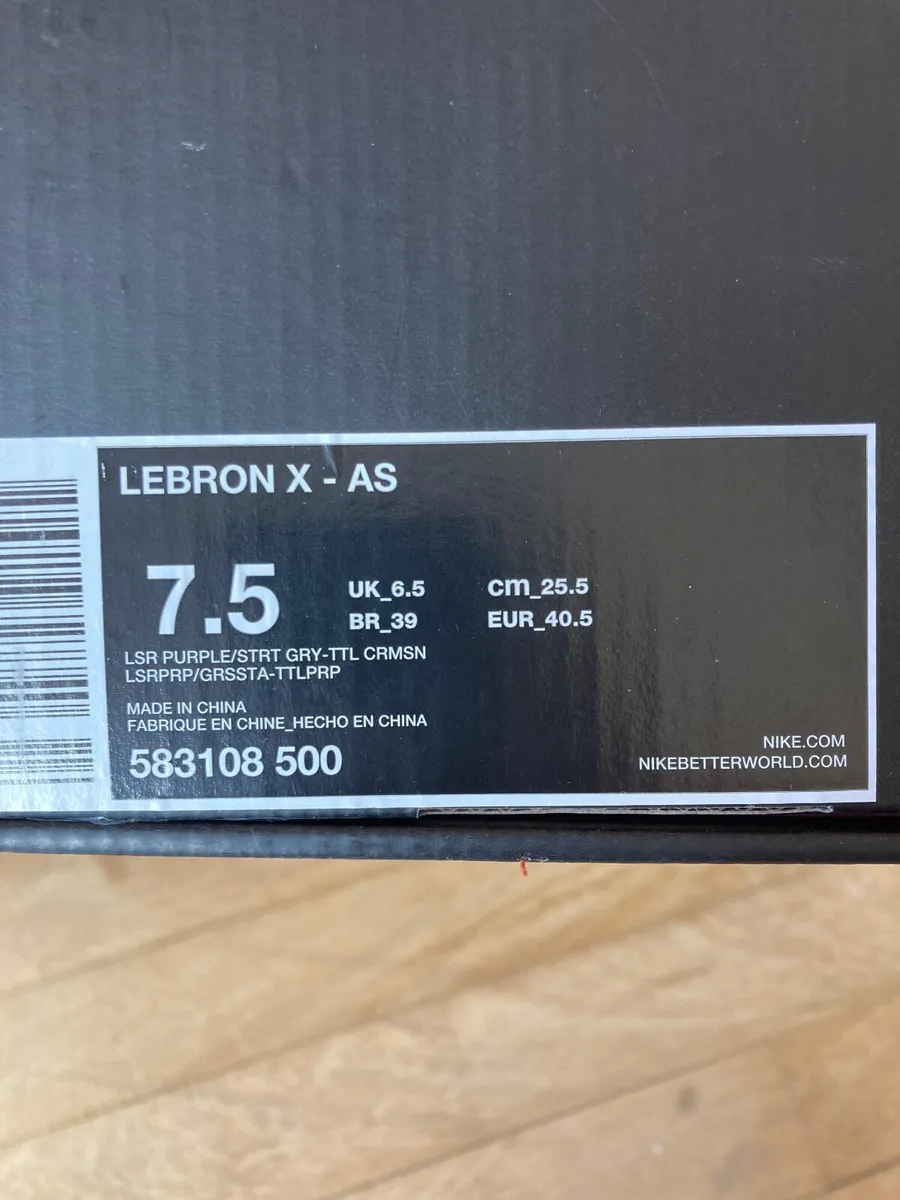 LEBRON X - AS
7.5 UK_6.5 cm_25.5
BR_39 EUR_40.5
LSR PURPLE/STRT GRY-TTL CRMSN
LSRPRP/GRSSTA-TTLPRP
MADE IN CHINA
FABRIQUE EN CHINE_HECHO EN CHINA
583108 500
NIKE.COM
NIKEBETTERWORLD.COM